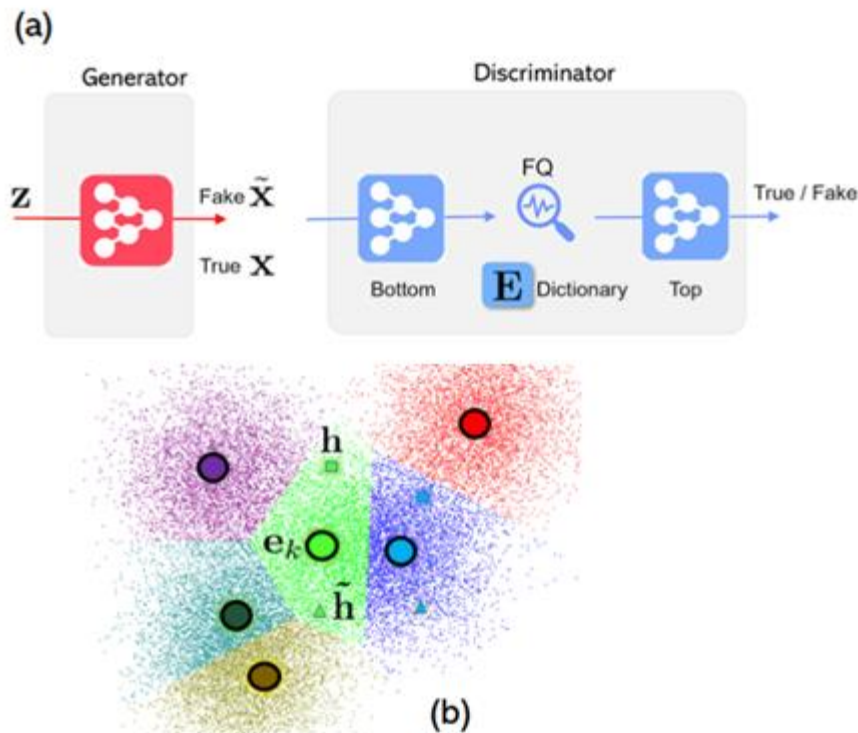 (a)
Generator
Discriminator
z
Fake x̃
True x
FQ
True / Fake
Bottom
E Dictionary
Top
h
e_k
h̃
(b)